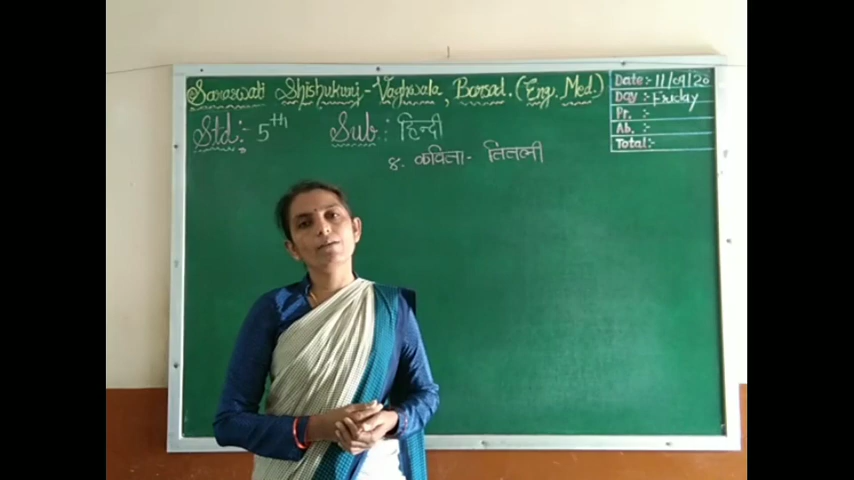 Saraswati Shishukunj - Vaghwala, Borsad. (Eng. Med.)
Date:- 11/09/20
Day :- Friday
Pr. :-
Ab. :-
Total:-
Std:- 5th Sub.: हिन्दी
8. कविता - तितली